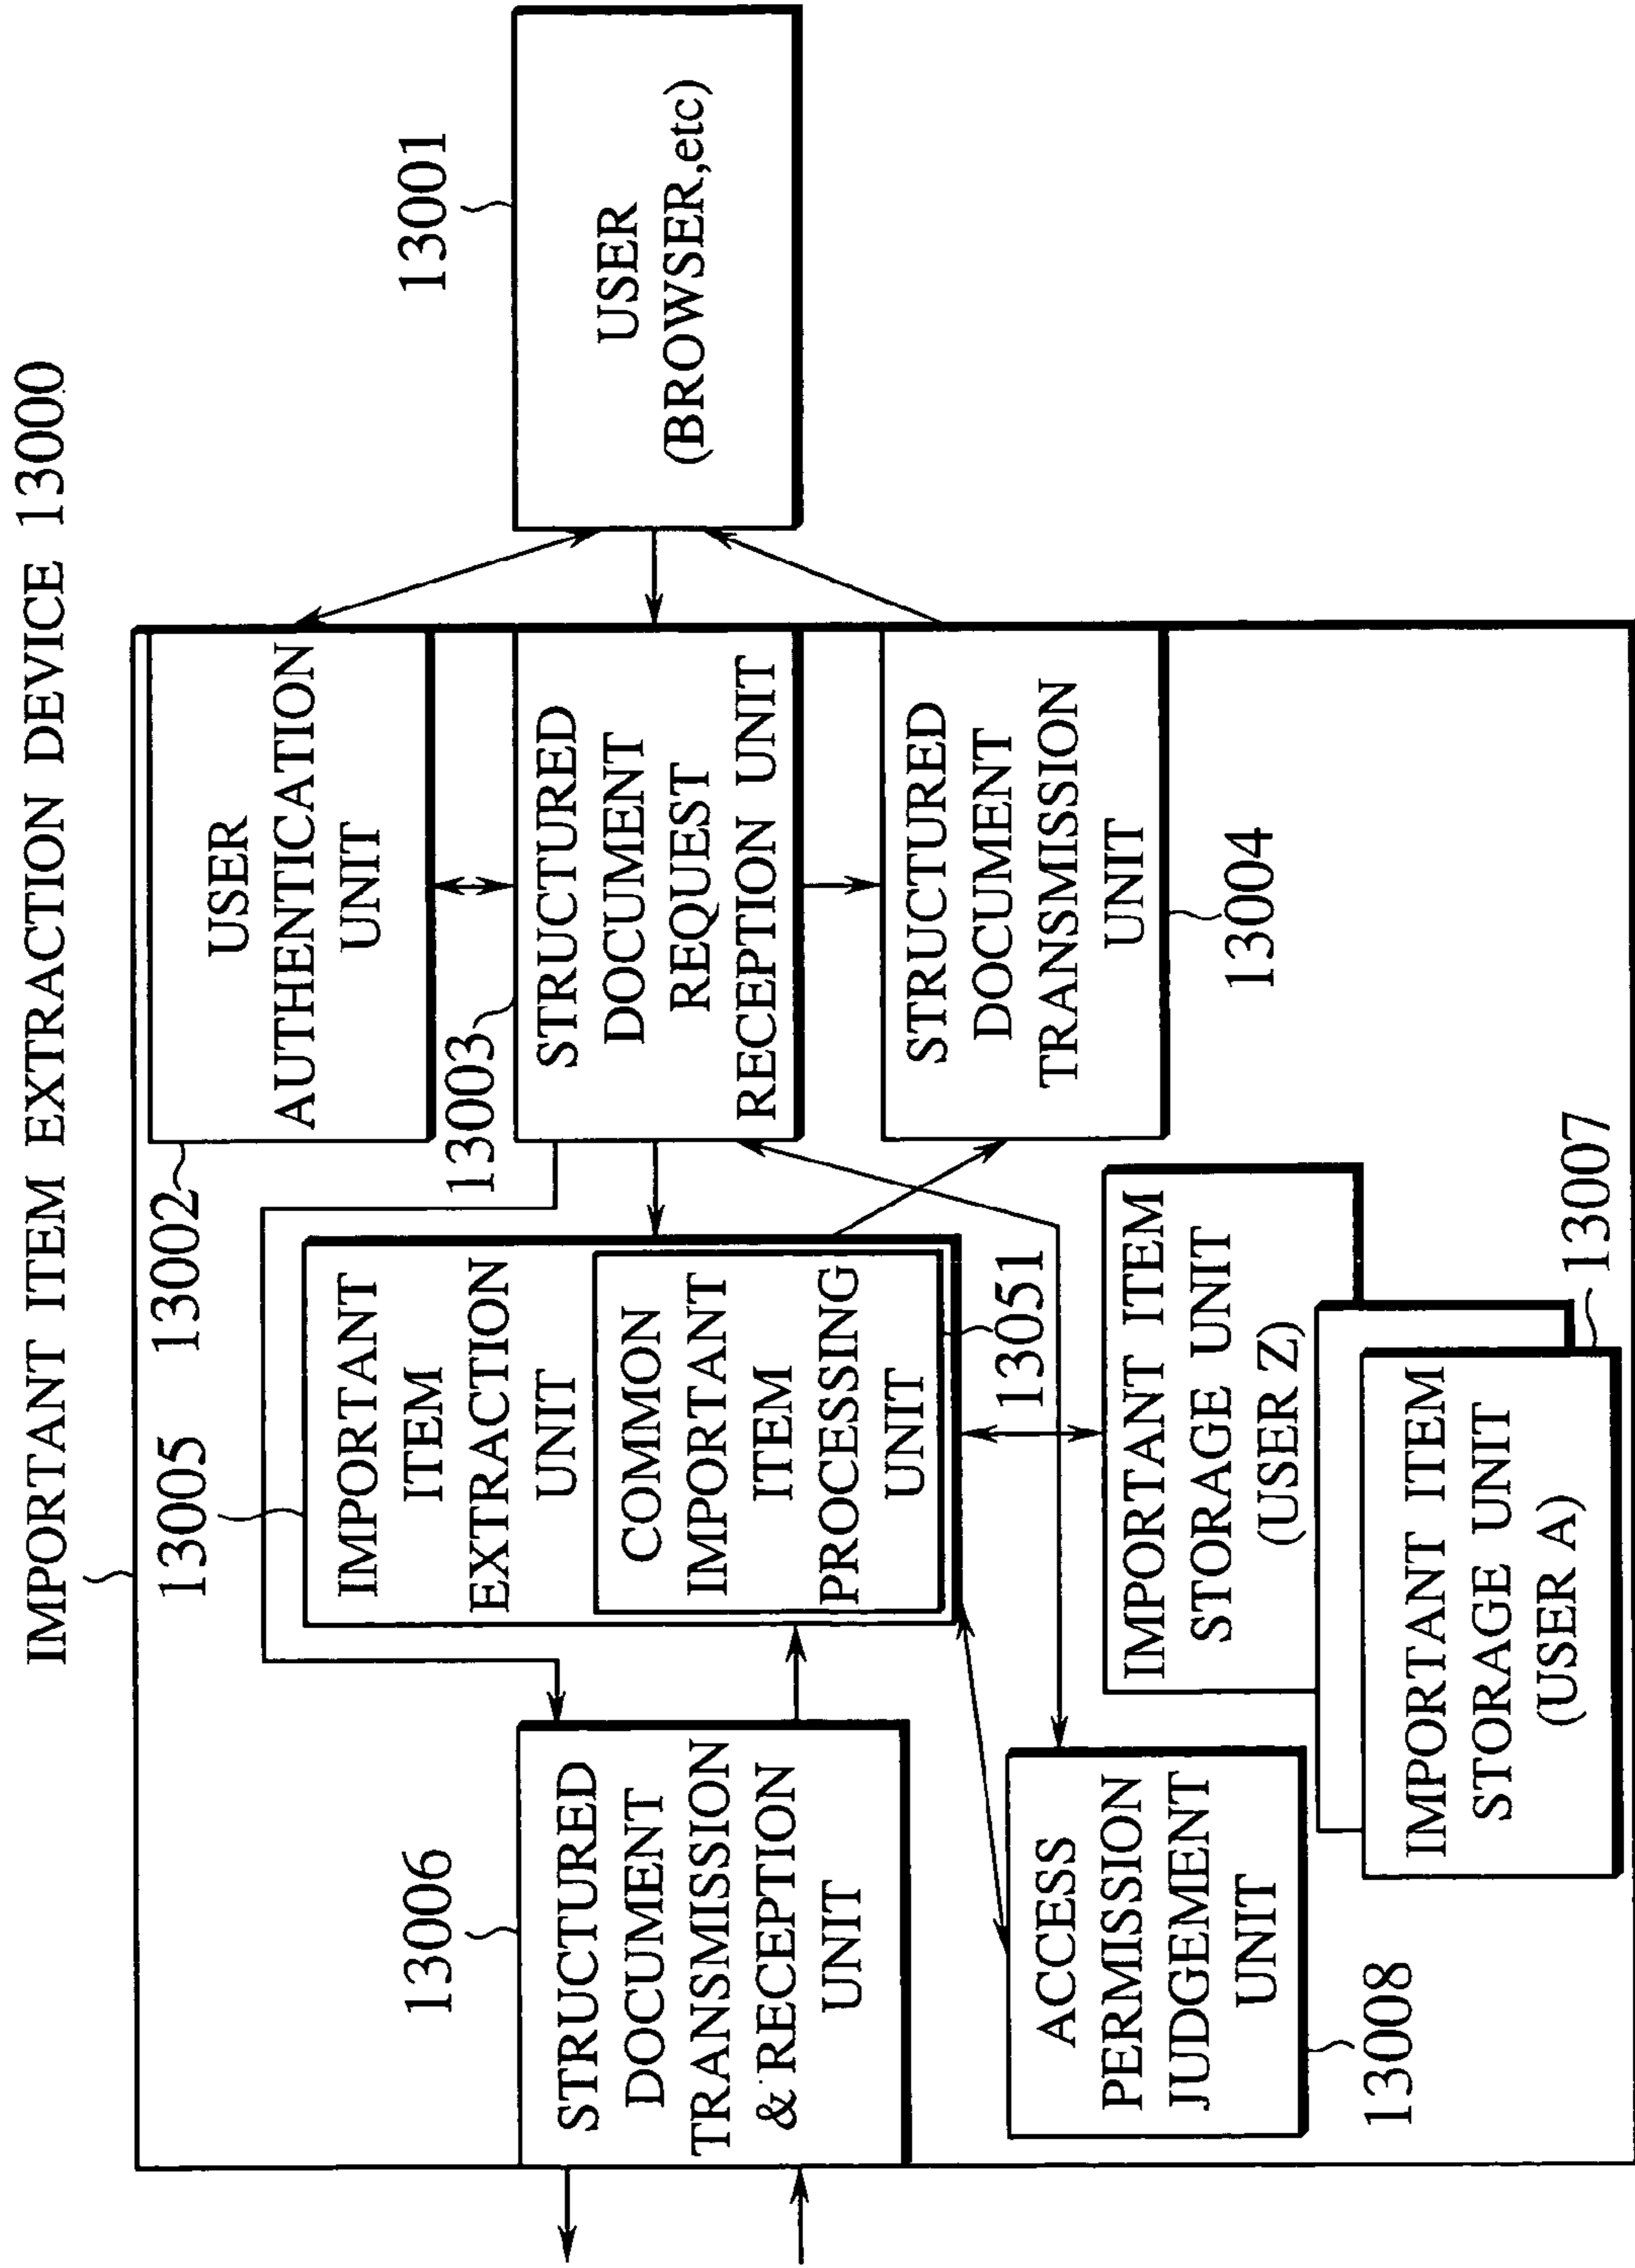 IMPORTANT ITEM EXTRACTION DEVICE 13000
13001
USER
(BROWSER,etc)
13002
USER
AUTHENTICATION
UNIT
13003
STRUCTURED
DOCUMENT
REQUEST
RECEPTION UNIT
STRUCTURED
DOCUMENT
TRANSMISSION
UNIT
13004
13005
IMPORTANT
ITEM
EXTRACTION
UNIT
COMMON
IMPORTANT
ITEM
PROCESSING
UNIT
13051
13006
STRUCTURED
DOCUMENT
TRANSMISSION
& RECEPTION
UNIT
ACCESS
PERMISSION
JUDGEMENT
UNIT
13008
IMPORTANT ITEM
STORAGE UNIT
(USER Z)
IMPORTANT ITEM
STORAGE UNIT
(USER A)
13007